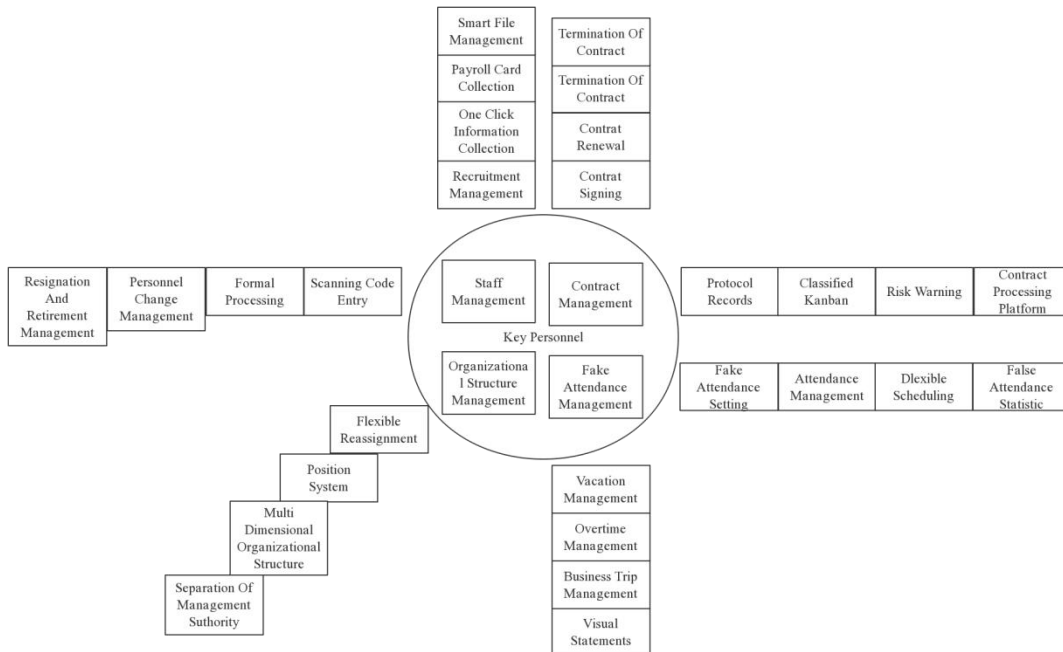 Smart File
Management
Payroll Card
Collection
One Click
Information
Collection
Recruitment
Management
Termination Of
Contract
Termination Of
Contract
Contrat
Renewal
Contrat
Signing
Resignation
And
Retirement
Management
Personnel
Change
Management
Formal
Processing
Scanning Code
Entry
Staff
Management
Contract
Management
Key Personnel
Organizationa
l Structure
Management
Fake
Attendance
Management
Protocol
Records
Classified
Kanban
Risk Warning
Contract
Processing
Platform
Fake
Attendance
Setting
Attendance
Management
Dlexible
Scheduling
False
Attendance
Statistic
Flexible
Reassignment
Position
System
Multi
Dimensional
Organizational
Structure
Separation Of
Management
Suthority
Vacation
Management
Overtime
Management
Business Trip
Management
Visual
Statements